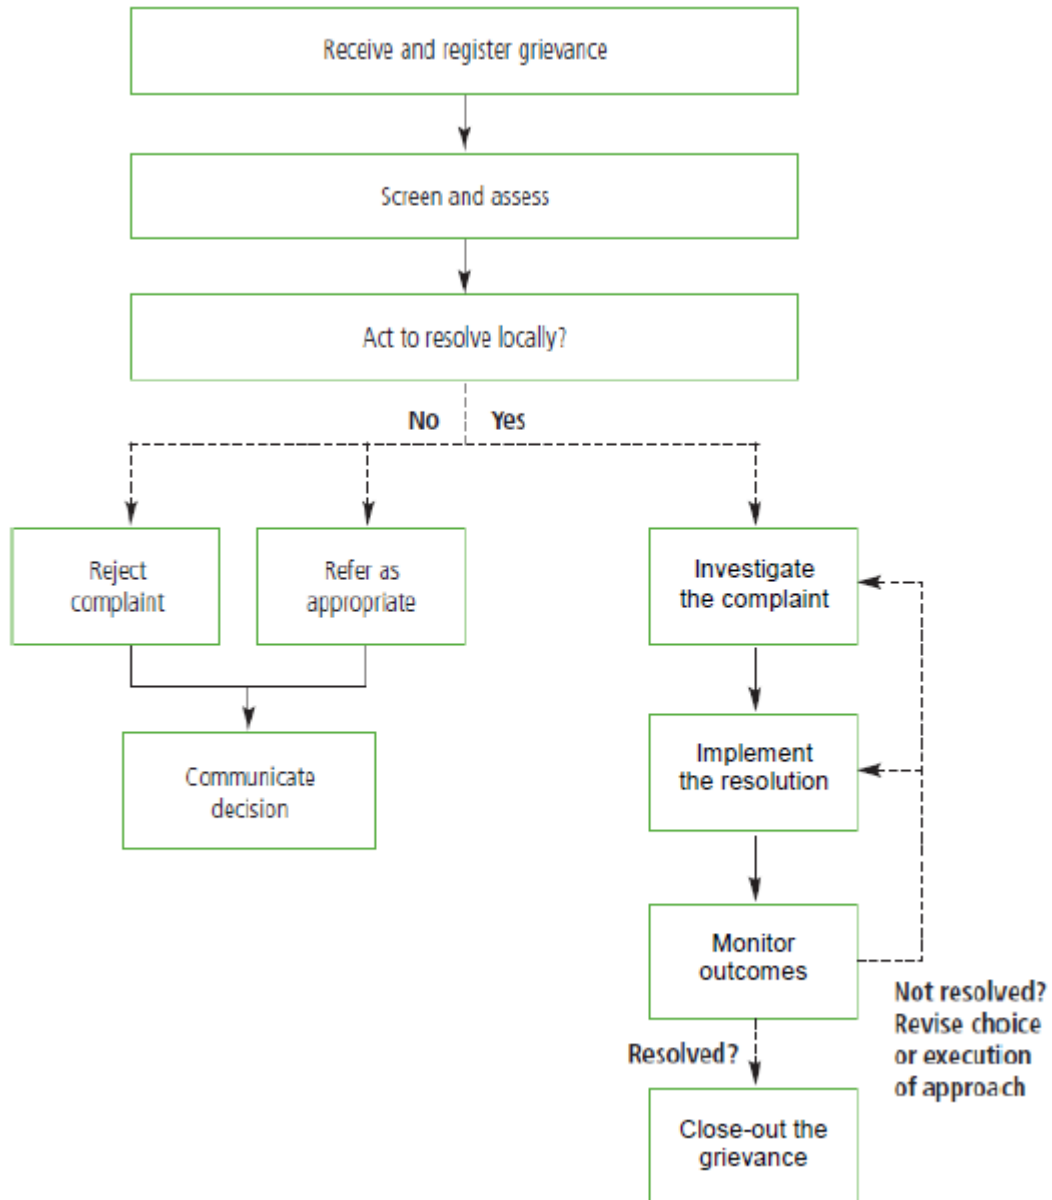 Receive and register grievance
Screen and assess
Act to resolve locally?
No
Yes
Reject
complaint
Refer as
appropriate
Investigate
the complaint
Communicate
decision
Implement
the resolution
Monitor
outcomes
Not resolved?
Revise choice
or execution
of approach
Resolved?
Close-out the
grievance